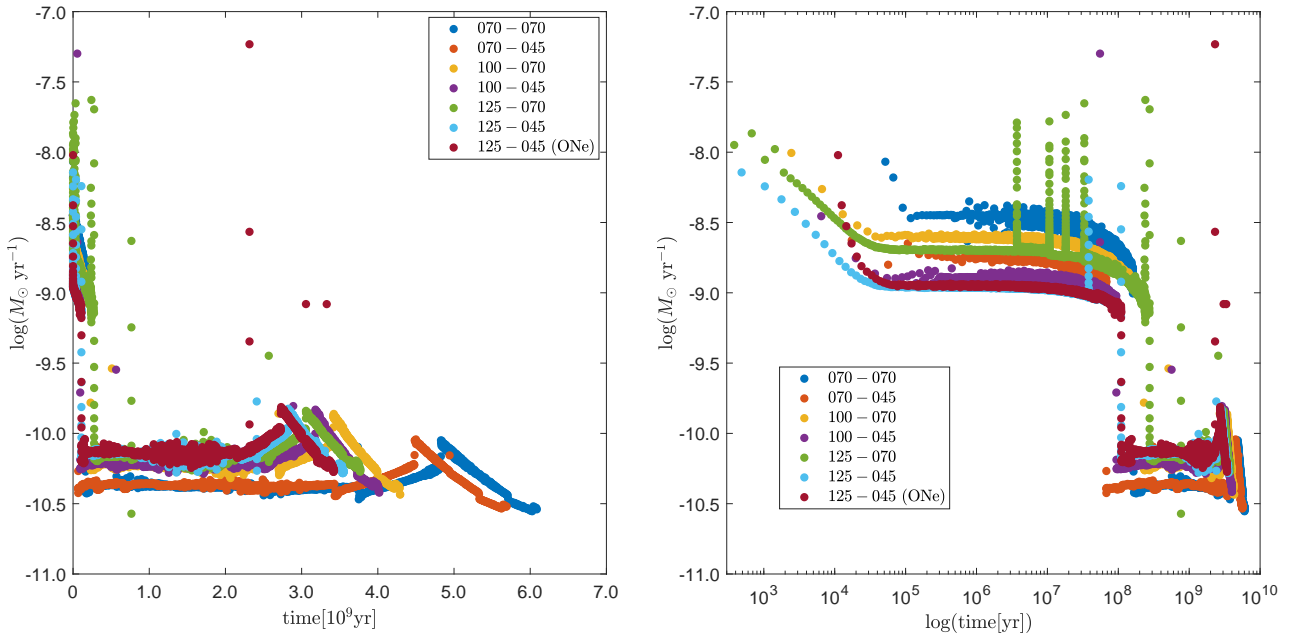 -7.0
-7.5
-8.0
-8.5
-9.0
-9.5
-10.0
-10.5
-11.0
log(M⊙ yr⁻¹)
0 1.0 2.0 3.0 4.0 5.0 6.0 7.0
time[10⁹yr]
070 − 070
070 − 045
100 − 070
100 − 045
125 − 070
125 − 045
125 − 045 (ONe)
-7.0
-7.5
-8.0
-8.5
-9.0
-9.5
-10.0
-10.5
-11.0
log(M⊙ yr⁻¹)
10³ 10⁴ 10⁵ 10⁶ 10⁷ 10⁸ 10⁹ 10¹⁰
log(time[yr])
070 − 070
070 − 045
100 − 070
100 − 045
125 − 070
125 − 045
125 − 045 (ONe)